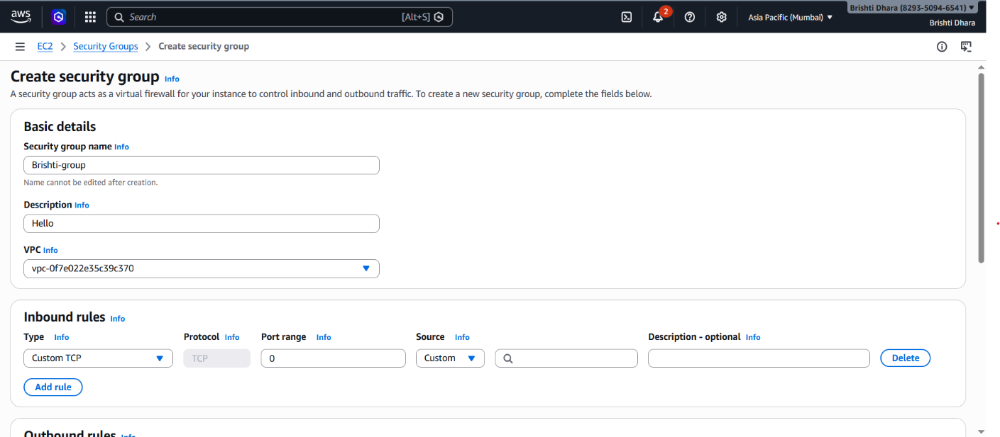 aws
Search [Alt+S]
2
Asia Pacific (Mumbai) ▼
Brishti Dhara (8293-5094-6541) ▼
Brishti Dhara
EC2 > Security Groups > Create security group
Create security group Info
A security group acts as a virtual firewall for your instance to control inbound and outbound traffic. To create a new security group, complete the fields below.
Basic details
Security group name Info
Brishti-group
Name cannot be edited after creation.
Description Info
Hello
VPC Info
vpc-0f7e022e35c39c370
Inbound rules Info
Type Info Protocol Info Port range Info Source Info Description - optional Info
Custom TCP TCP 0 Custom Delete
Add rule
Outbound rules Info